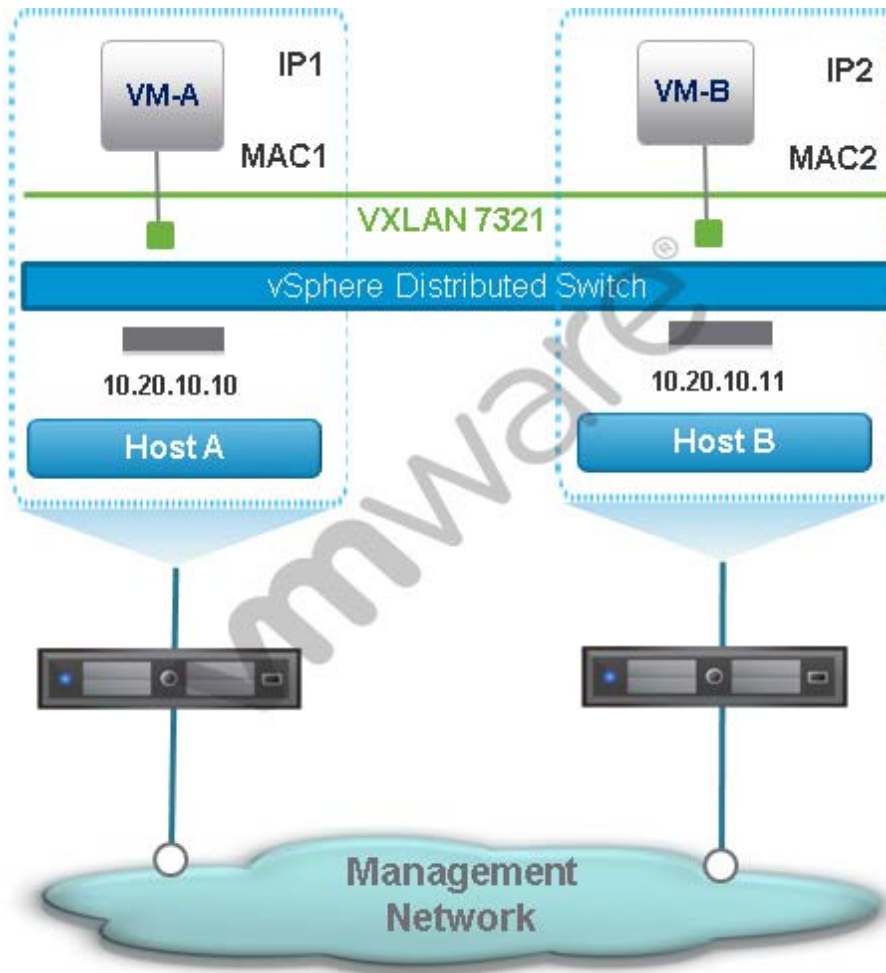 VM-A
IP1
MAC1
VM-B
IP2
MAC2
VXLAN 7321
vSphere Distributed Switch
10.20.10.10
10.20.10.11
Host A
Host B
vmware®
Management
Network